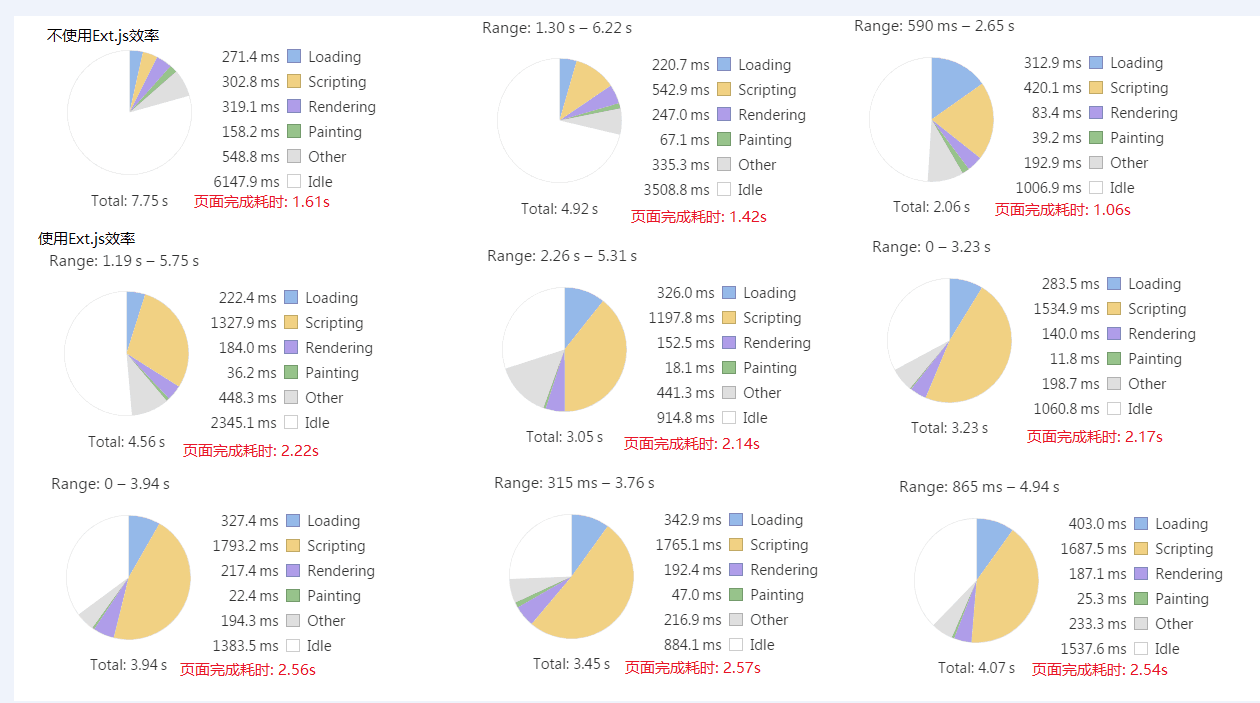 不使用Ext.js效率
271.4 ms Loading
302.8 ms Scripting
319.1 ms Rendering
158.2 ms Painting
548.8 ms Other
6147.9 ms Idle
Total: 7.75 s
页面完成耗时: 1.61s
Range: 1.30 s – 6.22 s
220.7 ms Loading
542.9 ms Scripting
247.0 ms Rendering
67.1 ms Painting
335.3 ms Other
3508.8 ms Idle
Total: 4.92 s
页面完成耗时: 1.42s
Range: 590 ms – 2.65 s
312.9 ms Loading
420.1 ms Scripting
83.4 ms Rendering
39.2 ms Painting
192.9 ms Other
1006.9 ms Idle
Total: 2.06 s
页面完成耗时: 1.06s
使用Ext.js效率
Range: 1.19 s – 5.75 s
222.4 ms Loading
1327.9 ms Scripting
184.0 ms Rendering
36.2 ms Painting
448.3 ms Other
2345.1 ms Idle
Total: 4.56 s
页面完成耗时: 2.22s
Range: 2.26 s – 5.31 s
326.0 ms Loading
1197.8 ms Scripting
152.5 ms Rendering
18.1 ms Painting
441.3 ms Other
914.8 ms Idle
Total: 3.05 s
页面完成耗时: 2.14s
Range: 0 – 3.23 s
283.5 ms Loading
1534.9 ms Scripting
140.0 ms Rendering
11.8 ms Painting
198.7 ms Other
1060.8 ms Idle
Total: 3.23 s
页面完成耗时: 2.17s
Range: 0 – 3.94 s
327.4 ms Loading
1793.2 ms Scripting
217.4 ms Rendering
22.4 ms Painting
194.3 ms Other
1383.5 ms Idle
Total: 3.94 s
页面完成耗时: 2.56s
Range: 315 ms – 3.76 s
342.9 ms Loading
1765.1 ms Scripting
192.4 ms Rendering
47.0 ms Painting
216.9 ms Other
884.1 ms Idle
Total: 3.45 s
页面完成耗时: 2.57s
Range: 865 ms – 4.94 s
403.0 ms Loading
1687.5 ms Scripting
187.1 ms Rendering
25.3 ms Painting
233.3 ms Other
1537.6 ms Idle
Total: 4.07 s
页面完成耗时: 2.54s